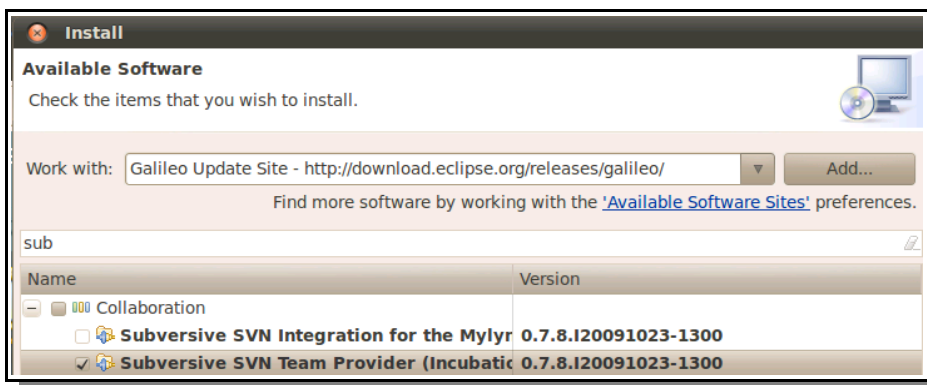 Install
Available Software
Check the items that you wish to install.
Work with: Galileo Update Site - http://download.eclipse.org/releases/galileo/ Add...
Find more software by working with the 'Available Software Sites' preferences.
sub
Name Version
Collaboration
Subversive SVN Integration for the Mylyn 0.7.8.I20091023-1300
Subversive SVN Team Provider (Incubatio 0.7.8.I20091023-1300